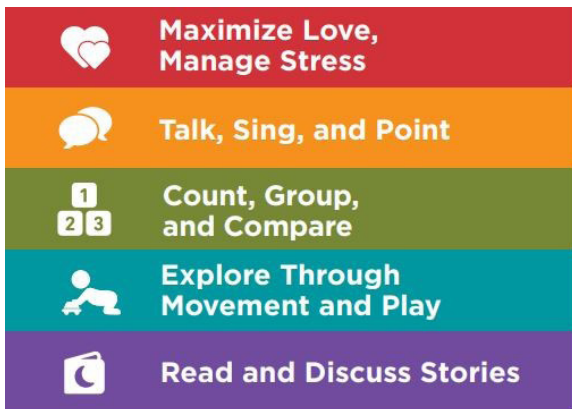 Maximize Love,
Manage Stress
Talk, Sing, and Point
1
2 3
Count, Group,
and Compare
Explore Through
Movement and Play
Read and Discuss Stories